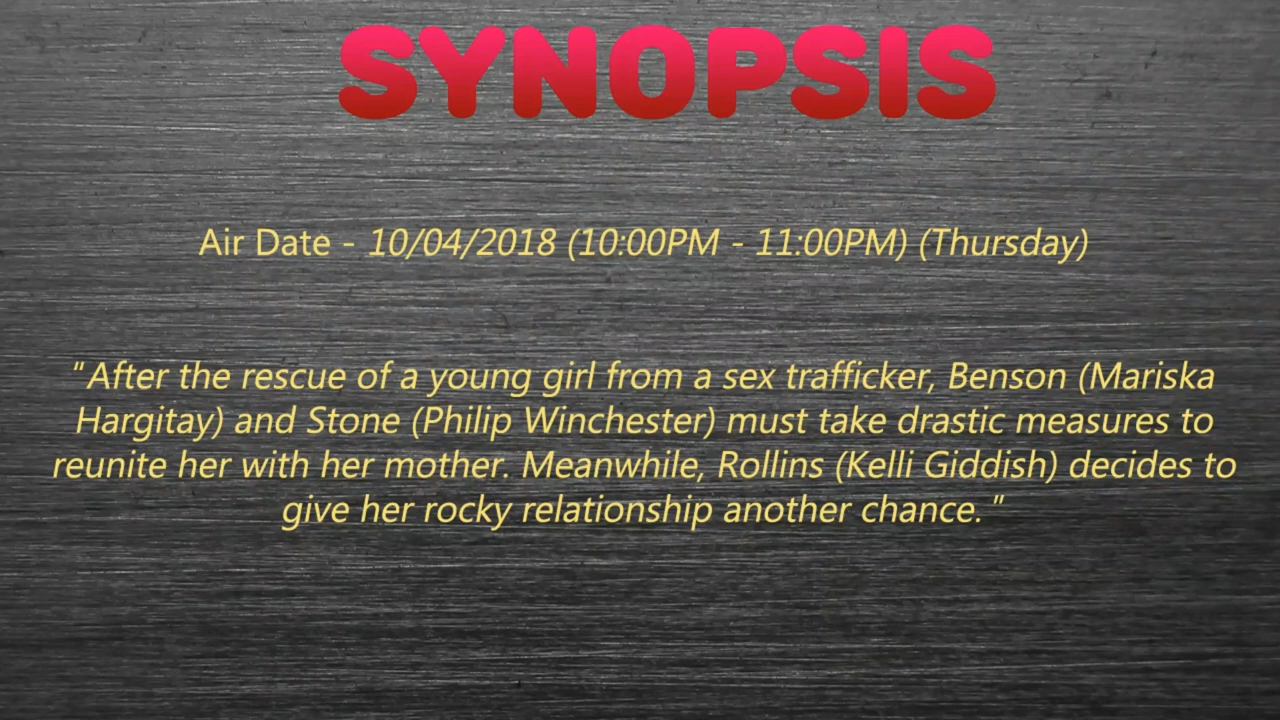 SYNOPSIS
Air Date - 10/04/2018 (10:00PM - 11:00PM) (Thursday)
"After the rescue of a young girl from a sex trafficker, Benson (Mariska
Hargitay) and Stone (Philip Winchester) must take drastic measures to
reunite her with her mother. Meanwhile, Rollins (Kelli Giddish) decides to
give her rocky relationship another chance."